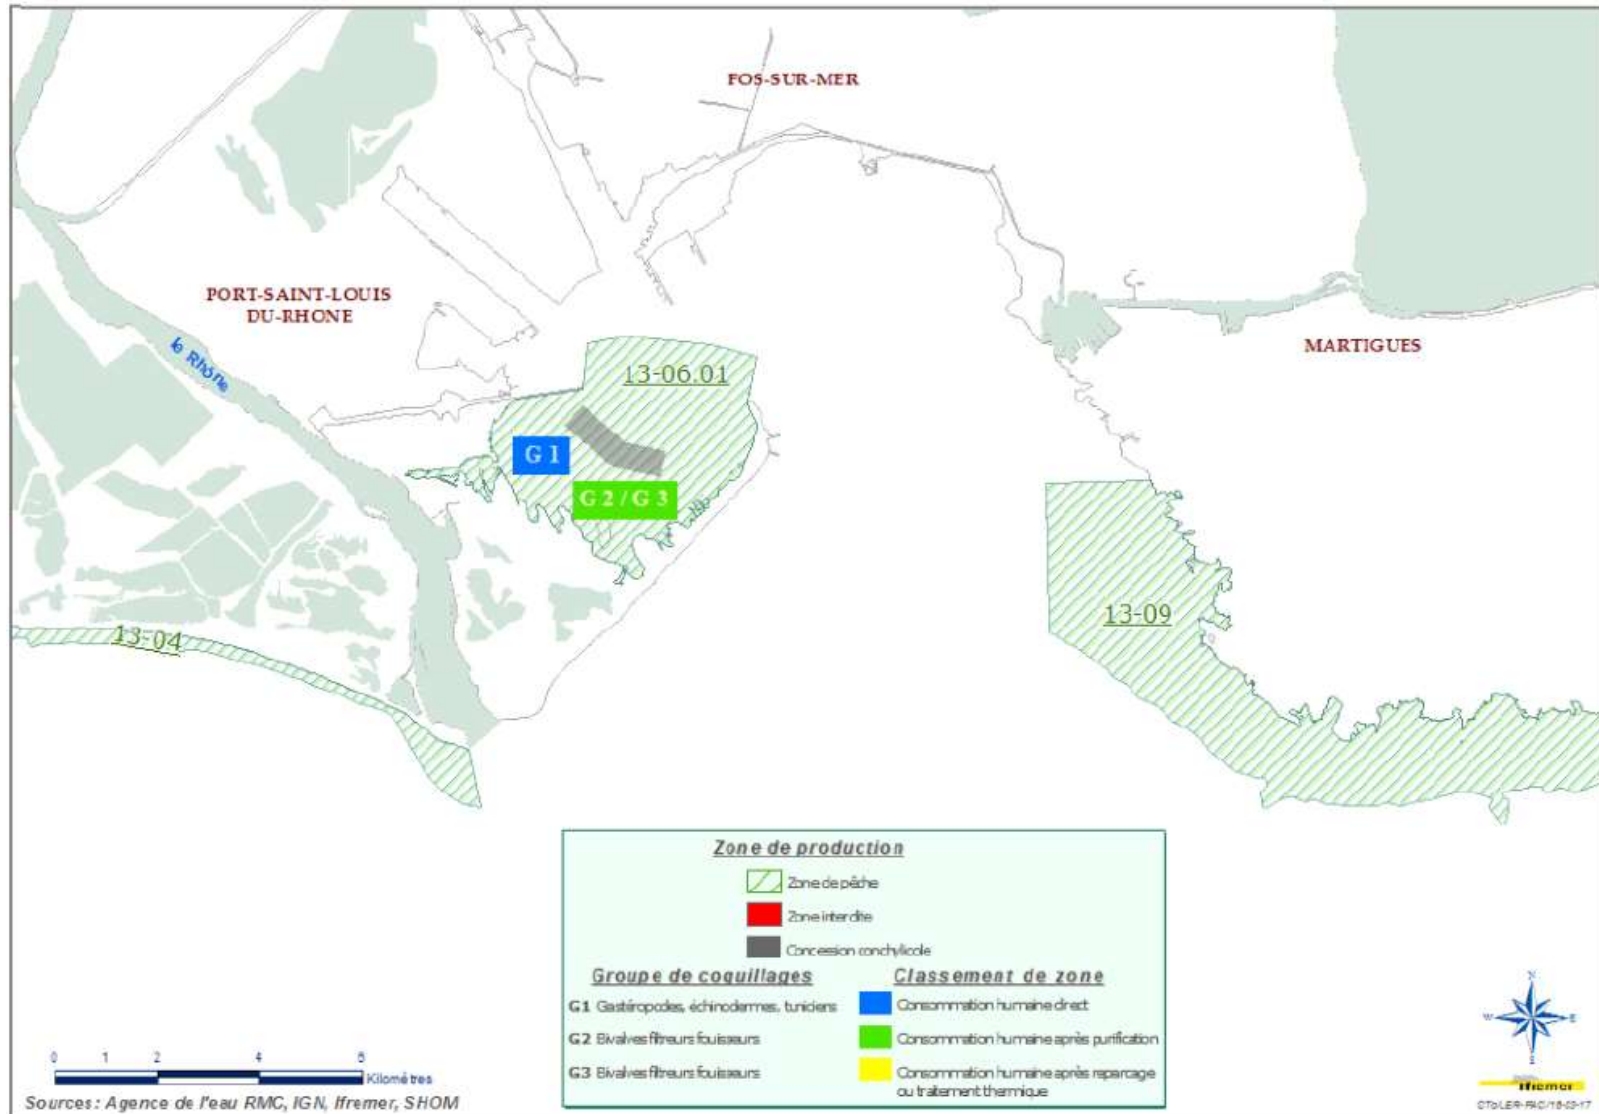 FOS-SUR-MER
PORT-SAINT-LOUIS
DU-RHONE
le Rhône
MARTIGUES
13-06.01
G 1
G 2 / G 3
13-09
13-04
Zone de production
Zone de pêche
Zone interdite
Concession conchylicole
Groupe de coquillages
G1 Gastéropodes, échinodermes, tuniciers
G2 Bivalves filtreurs fouisseurs
G3 Bivalves filtreurs fouisseurs
Classement de zone
Consommation humaine direct
Consommation humaine après purification
Consommation humaine après reparcage
ou traitement thermique
0 1 2 4 6
Kilomètres
Sources: Agence de l'eau RMC, IGN, Ifremer, SHOM
N
W E
S
Ifremer